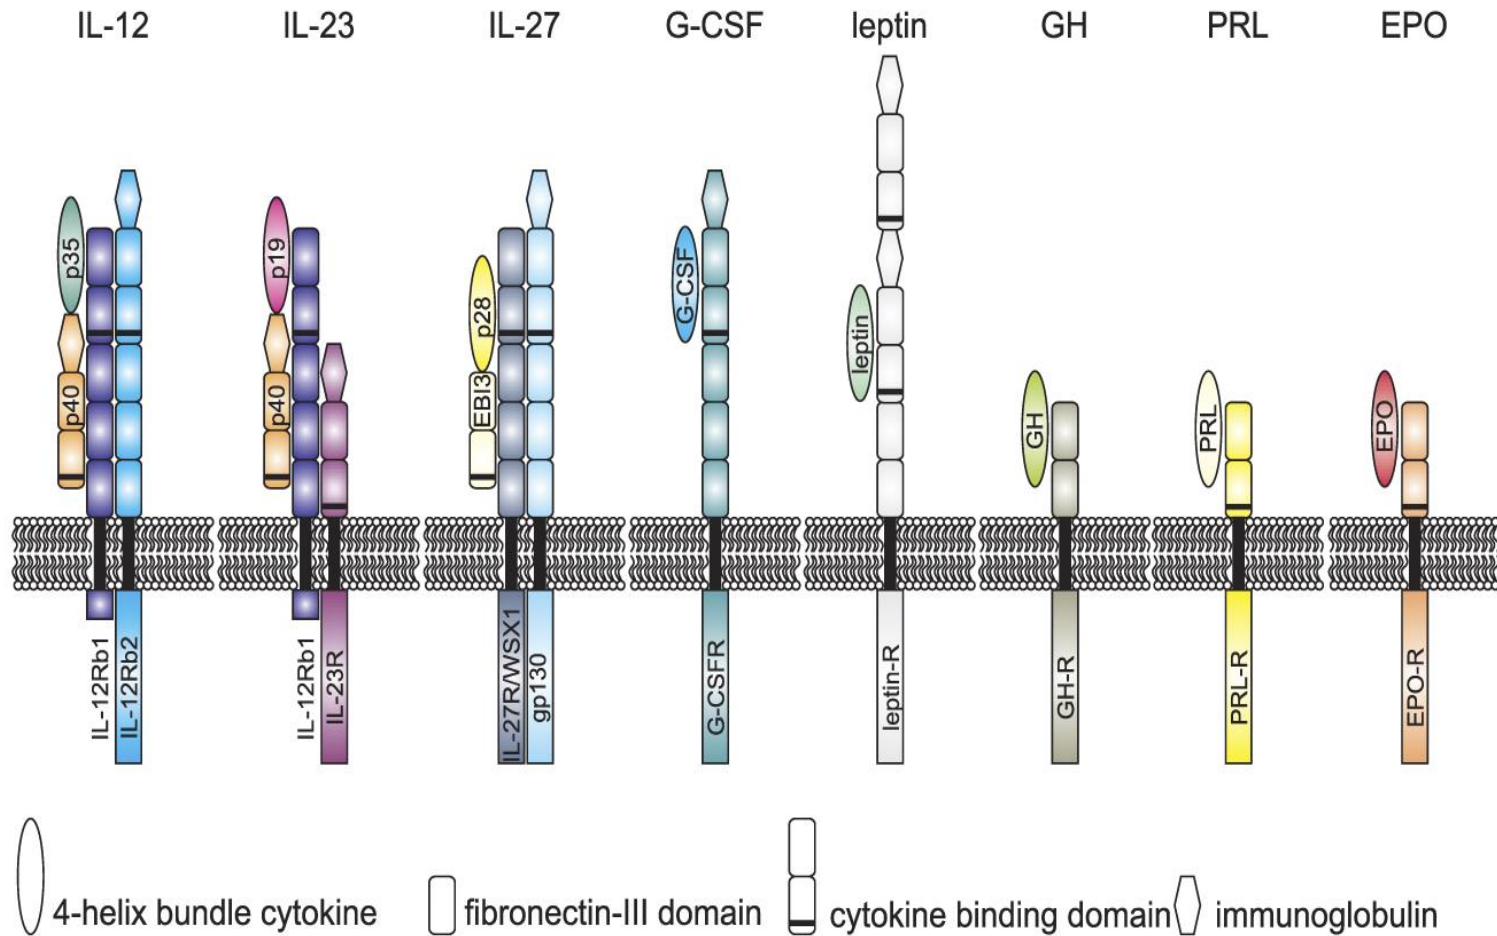 IL-12 IL-23 IL-27 G-CSF leptin GH PRL EPO
p35
p40
p19
p40
p28
EBI3
G-CSF
leptin
GH
PRL
EPO
IL-12Rb1
IL-12Rb2
IL-12Rb1
IL-23R
IL-27R/WSX1
gp130
G-CSFR
leptin-R
GH-R
PRL-R
EPO-R
4-helix bundle cytokine fibronectin-III domain cytokine binding domain immunoglobulin